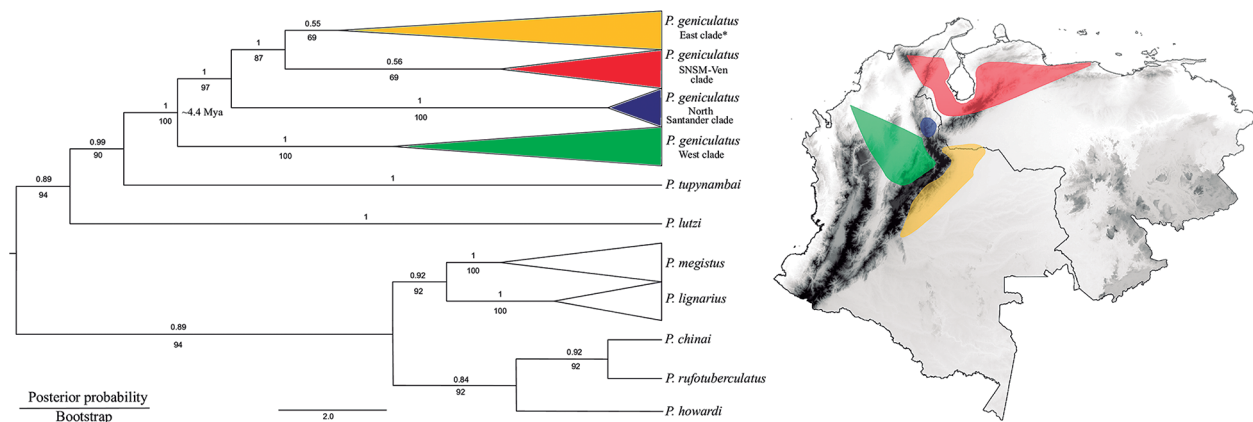 0.55
69
P. geniculatus
East clade*
1
87
0.56
69
P. geniculatus
SNSM-Ven
clade
1
97
1
100
P. geniculatus
North
Santander clade
1
100
~4.4 Mya
1
100
P. geniculatus
West clade
0.99
90
1
P. tupynambai
0.89
94
1
P. lutzi
1
100
P. megistus
0.92
92
1
100
P. lignarius
0.89
94
0.92
92
P. chinai
P. rufotuberculatus
0.84
92
P. howardi
Posterior probability
Bootstrap
2.0